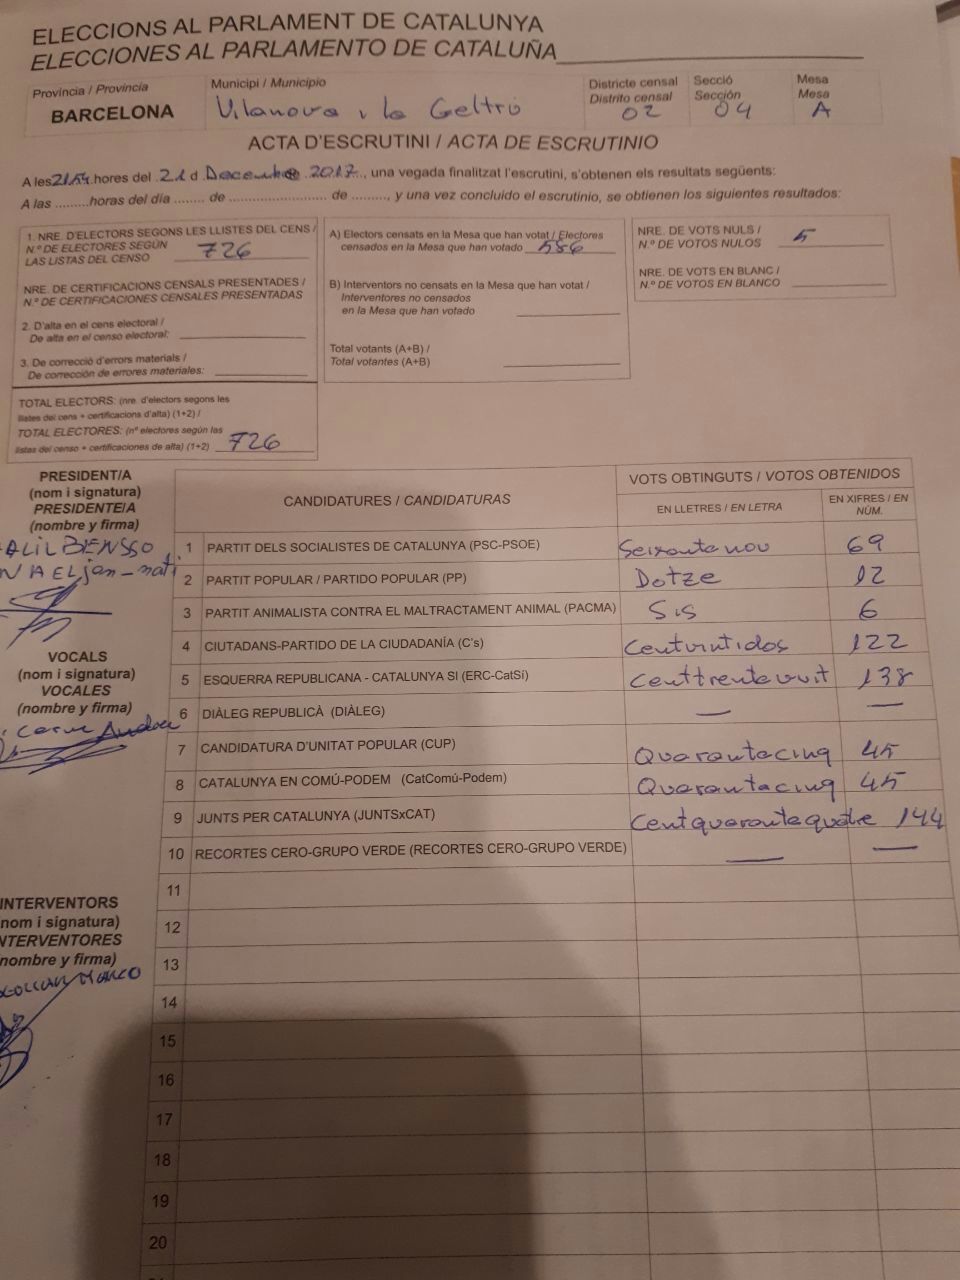 ELECCIONS AL PARLAMENT DE CATALUNYA
ELECCIONES AL PARLAMENTO DE CATALUÑA
Provincia / Provincia
BARCELONA
Municipi / Municipio
Vilanova i la Geltrú
Districte censal
Distrito censal
02
Secció
Sección
04
Mesa
Mesa
A
ACTA D'ESCRUTINI / ACTA DE ESCRUTINIO
A les 21:54 hores del 21 d Decembre 2017, una vegada finalitzat l'escrutini, s'obtenen els resultats següents:
A las .........horas del día ........ de .......................... de .........., y una vez concluido el escrutinio, se obtienen los siguientes resultados:
1. NRE. D'ELECTORS SEGONS LES LLISTES DEL CENS /
N.º DE ELECTORES SEGÚN
LAS LISTAS DEL CENSO 726
NRE. DE CERTIFICACIONS CENSALS PRESENTADES /
N.º DE CERTIFICACIONES CENSALES PRESENTADAS
2. D'alta en el cens electoral /
De alta en el censo electoral:
3. De correcció d'errors materials /
De corrección de errores materiales:
TOTAL ELECTORS: (nre. d'electors segons les
llistes del cens + certificacions d'alta) (1+2) /
TOTAL ELECTORES: (nº electores según las
listas del censo + certificaciones de alta) (1+2) 726
A) Electors censats en la Mesa que han votat / Electores
censados en la Mesa que han votado 586
B) Interventors no censats en la Mesa que han votat /
Interventores no censados
en la Mesa que han votado
Total votants (A+B) /
Total votantes (A+B)
NRE. DE VOTS NULS /
N.º DE VOTOS NULOS 5
NRE. DE VOTS EN BLANC /
N.º DE VOTOS EN BLANCO
PRESIDENT/A
(nom i signatura)
PRESIDENTE/A
(nombre y firma)
VOCALS
(nom i signatura)
VOCALES
(nombre y firma)
INTERVENTORS
(nom i signatura)
INTERVENTORES
(nombre y firma)
CANDIDATURES / CANDIDATURAS
VOTS OBTINGUTS / VOTOS OBTENIDOS
EN LLETRES / EN LETRA
EN XIFRES / EN NÚM.
1 PARTIT DELS SOCIALISTES DE CATALUNYA (PSC-PSOE) Seixanta nou 69
2 PARTIT POPULAR / PARTIDO POPULAR (PP) Dotze 12
3 PARTIT ANIMALISTA CONTRA EL MALTRACTAMENT ANIMAL (PACMA) Sis 6
4 CIUTADANS-PARTIDO DE LA CIUDADANÍA (C's) Centvintidos 122
5 ESQUERRA REPUBLICANA - CATALUNYA SI (ERC-CatSí) Centtrentavuit 138
6 DIÀLEG REPUBLICÀ (DIÀLEG) — —
7 CANDIDATURA D'UNITAT POPULAR (CUP) Quarantacinq 45
8 CATALUNYA EN COMÚ-PODEM (CatComú-Podem) Quarantacinq 45
9 JUNTS PER CATALUNYA (JUNTSxCAT) Centquarantaquatre 144
10 RECORTES CERO-GRUPO VERDE (RECORTES CERO-GRUPO VERDE) — —
11
12
13
14
15
16
17
18
19
20